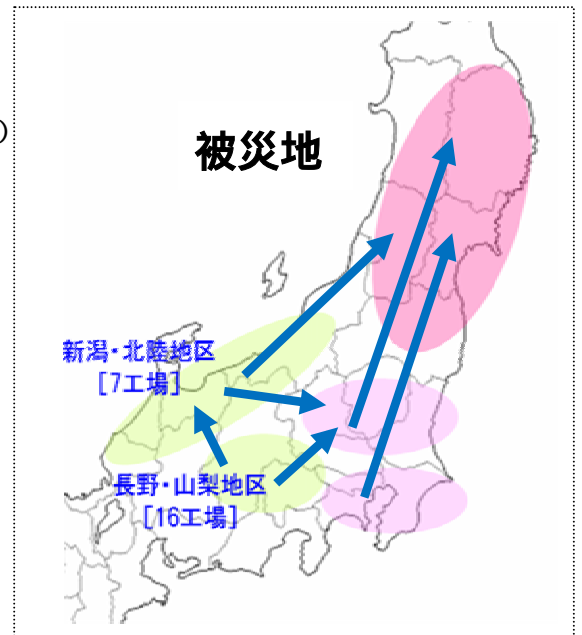 )
被災地
新潟・北陸地区
[7工場]
長野・山梨地区
[16工場]